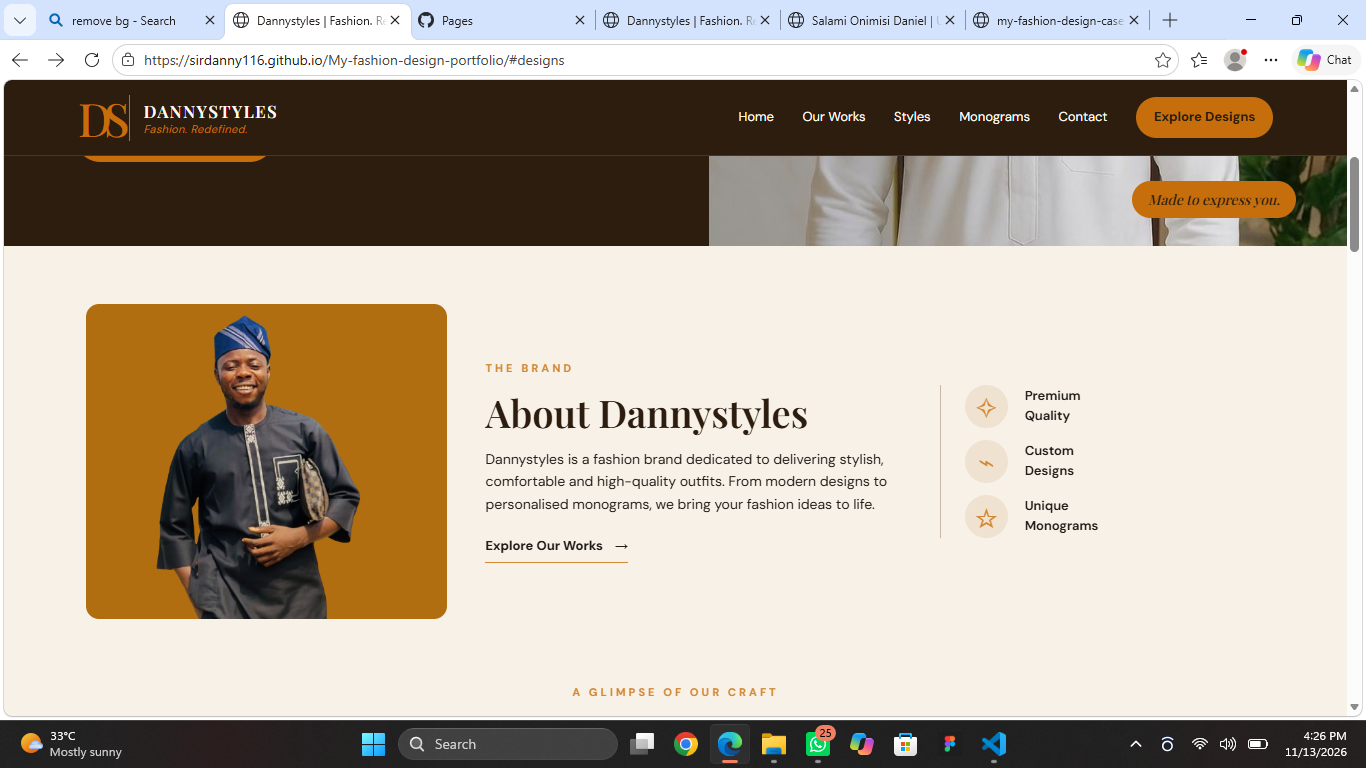 remove bg - Search
Dannystyles | Fashion. Re
Pages
Dannystyles | Fashion. Re
Salami Onimisi Daniel | U
my-fashion-design-case
https://sirdanny116.github.io/My-fashion-design-portfolio/#designs
Chat
DS
DANNYSTYLES
Fashion. Redefined.
Home
Our Works
Styles
Monograms
Contact
Explore Designs
Made to express you.
THE BRAND
About Dannystyles
Dannystyles is a fashion brand dedicated to delivering stylish,
comfortable and high-quality outfits. From modern designs to
personalised monograms, we bring your fashion ideas to life.
Explore Our Works →
Premium
Quality
Custom
Designs
Unique
Monograms
A GLIMPSE OF OUR CRAFT
33°C
Mostly sunny
Search
25
4:26 PM
11/13/2026